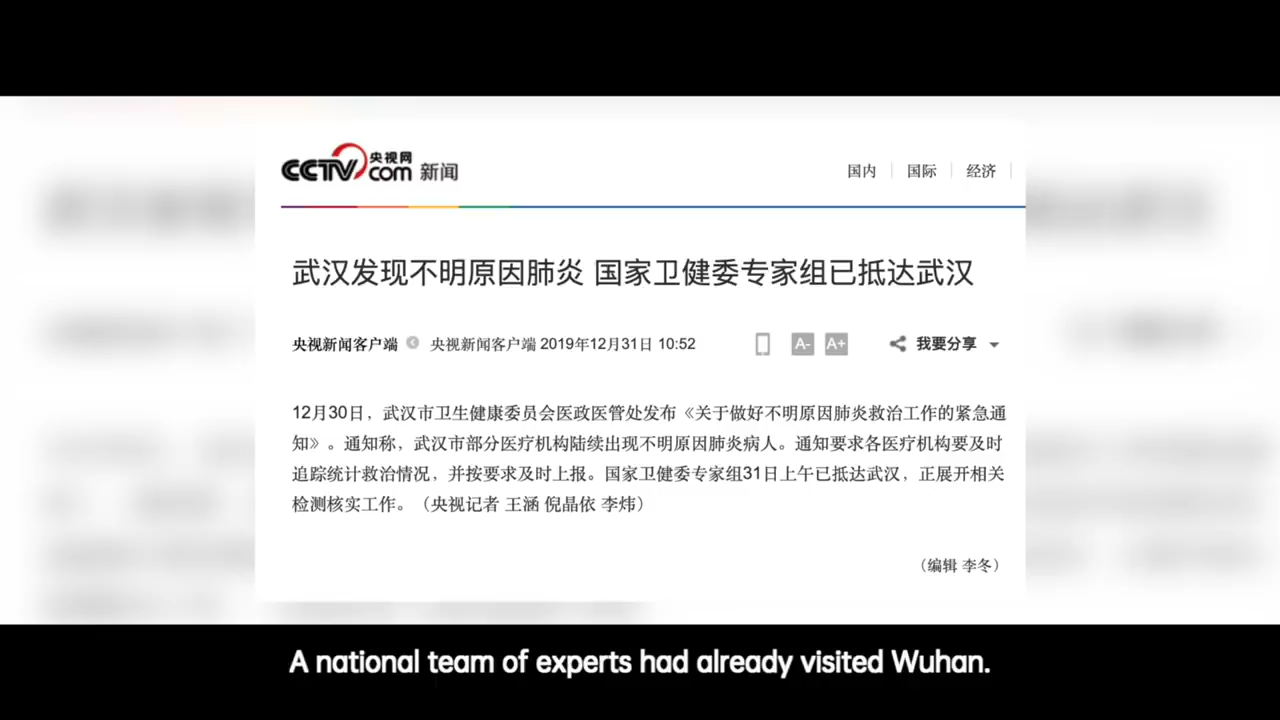 CCTV.com 央视网 新闻
国内 国际 经济
武汉发现不明原因肺炎 国家卫健委专家组已抵达武汉
央视新闻客户端 央视新闻客户端 2019年12月31日 10:52 A- A+ 我要分享
12月30日，武汉市卫生健康委员会医政医管处发布《关于做好不明原因肺炎救治工作的紧急通
知》。通知称，武汉市部分医疗机构陆续出现不明原因肺炎病人。通知要求各医疗机构要及时
追踪统计救治情况，并按要求及时上报。国家卫健委专家组31日上午已抵达武汉，正展开相关
检测核实工作。（央视记者 王涵 倪晶依 李炜）
（编辑 李冬）
A national team of experts had already visited Wuhan.